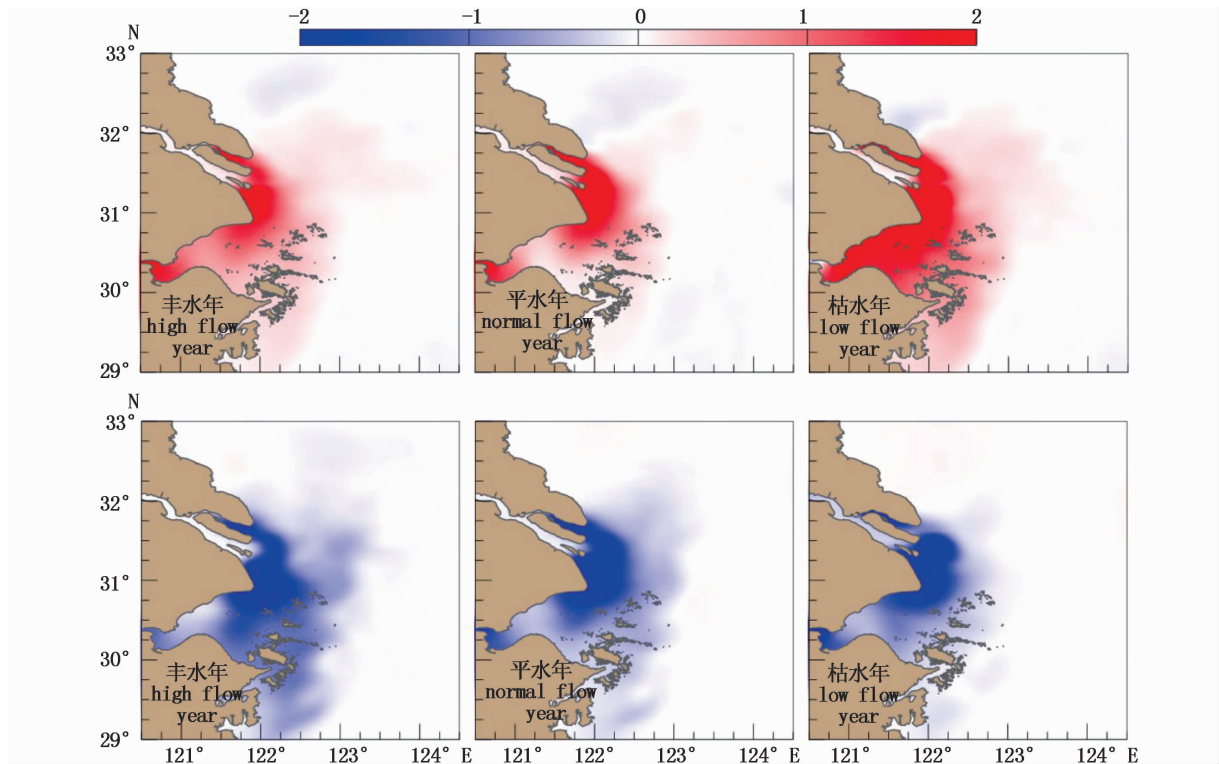 -2 -1 0 1 2
N
33°
32°
31°
30°
29°
丰水年
high flow
year
平水年
normal flow
year
枯水年
low flow
year
N
33°
32°
31°
30°
29°
丰水年
high flow
year
平水年
normal flow
year
枯水年
low flow
year
121° 122° 123° 124° E 121° 122° 123° 124° E 121° 122° 123° 124° E